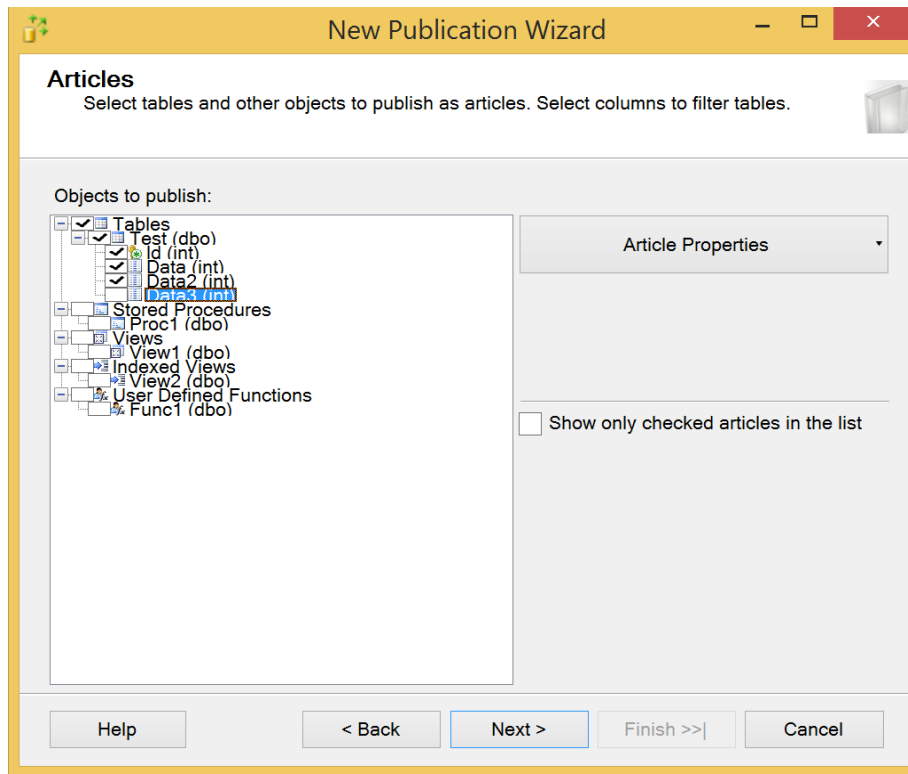 New Publication Wizard
Articles
Select tables and other objects to publish as articles. Select columns to filter tables.
Objects to publish:
Tables
Test (dbo)
Id (int)
Data (int)
Data2 (int)
Data3 (int)
Stored Procedures
Proc1 (dbo)
Views
View1 (dbo)
Indexed Views
View2 (dbo)
User Defined Functions
Func1 (dbo)
Article Properties
Show only checked articles in the list
Help
< Back
Next >
Finish >>|
Cancel